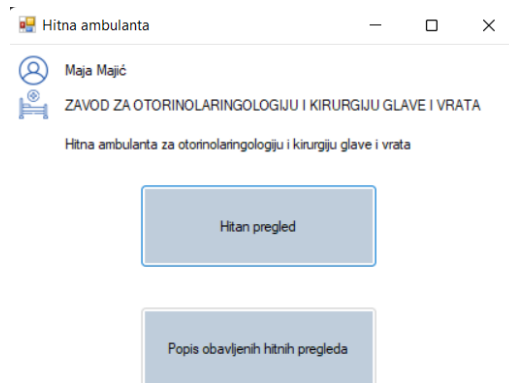 Hitna ambulanta
Maja Majić
ZAVOD ZA OTORINOLARINGOLOGIJU I KIRURGIJU GLAVE I VRATA
Hitna ambulanta za otorinolaringologiju i kirurgiju glave i vrata
Hitan pregled
Popis obavljenih hitnih pregleda